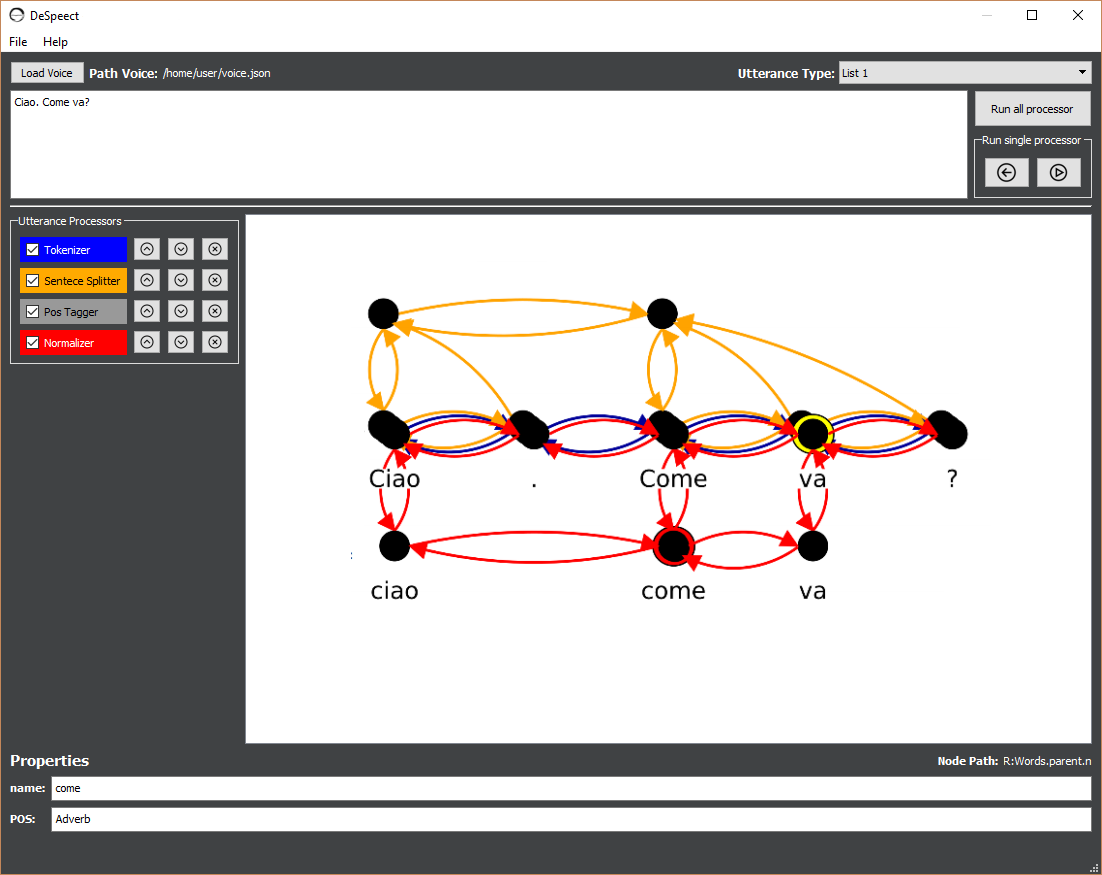 DeSpeect
File Help
Load Voice Path Voice: /home/user/voice.json Utterance Type: List 1
Ciao. Come va?
Run all processor
Run single processor
Utterance Processors
Tokenizer
Sentece Splitter
Pos Tagger
Normalizer
Ciao . Come va ?
:
ciao come va
Properties Node Path: R:Words.parent.n
name: come
POS: Adverb